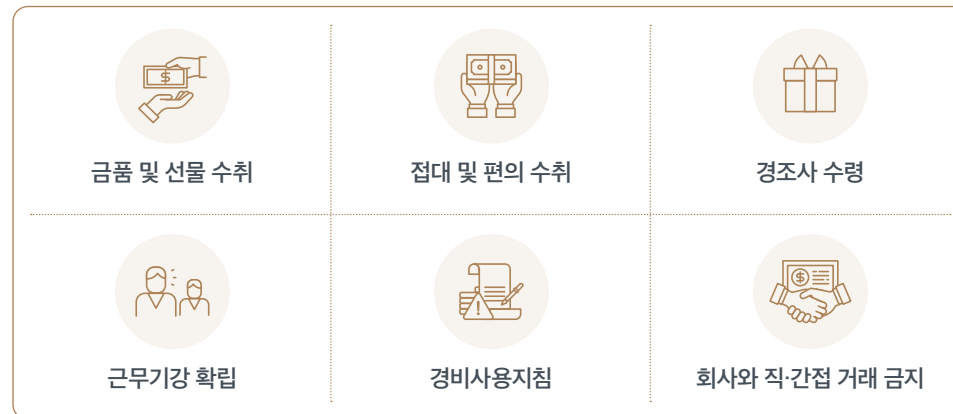 금품 및 선물 수취
접대 및 편의 수취
경조사 수령
근무기강 확립
경비사용지침
회사와 직·간접 거래 금지